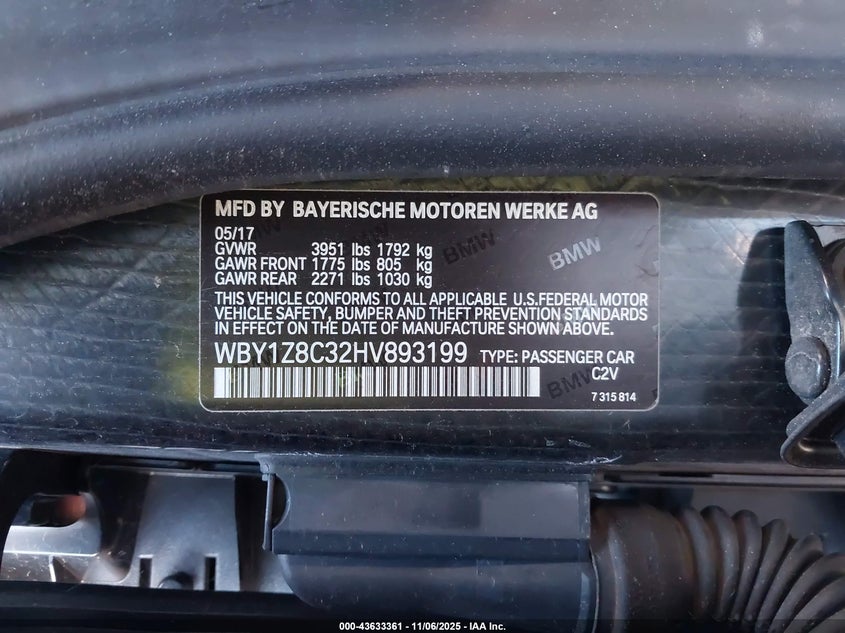 MFD BY BAYERISCHE MOTOREN WERKE AG
05/17
GVWR 3951 lbs 1792 kg
GAWR FRONT 1775 lbs 805 kg
GAWR REAR 2271 lbs 1030 kg
THIS VEHICLE CONFORMS TO ALL APPLICABLE U.S.FEDERAL MOTOR
VEHICLE SAFETY, BUMPER AND THEFT PREVENTION STANDARDS
IN EFFECT ON THE DATE OF MANUFACTURE SHOWN ABOVE.
WBY1Z8C32HV893199 TYPE: PASSENGER CAR
C2V
7 315 814
BMW
BMW
BMW
000-43633361 - 11/06/2025 - IAA Inc.